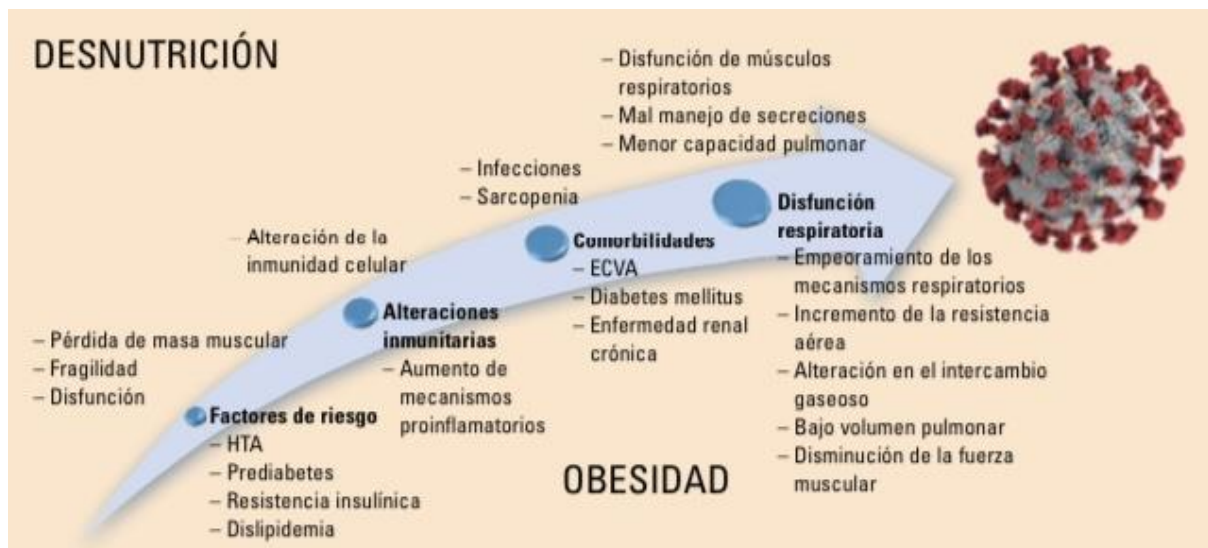 DESNUTRICIÓN
– Pérdida de masa muscular
– Fragilidad
– Disfunción
Factores de riesgo
– HTA
– Prediabetes
– Resistencia insulínica
– Dislipidemia
– Alteración de la
inmunidad celular
Alteraciones
inmunitarias
– Aumento de
mecanismos
proinflamatorios
– Infecciones
– Sarcopenia
Comorbilidades
– ECVA
– Diabetes mellitus
– Enfermedad renal
crónica
– Disfunción de músculos
respiratorios
– Mal manejo de secreciones
– Menor capacidad pulmonar
Disfunción
respiratoria
– Empeoramiento de los
mecanismos respiratorios
– Incremento de la resistencia
aérea
– Alteración en el intercambio
gaseoso
– Bajo volumen pulmonar
– Disminución de la fuerza
muscular
OBESIDAD